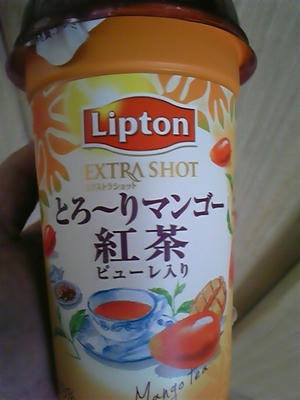 Lipton
EXTRA SHOT
エクストラショット
とろ〜りマンゴー
紅茶
ピューレ入り
Mango Tea